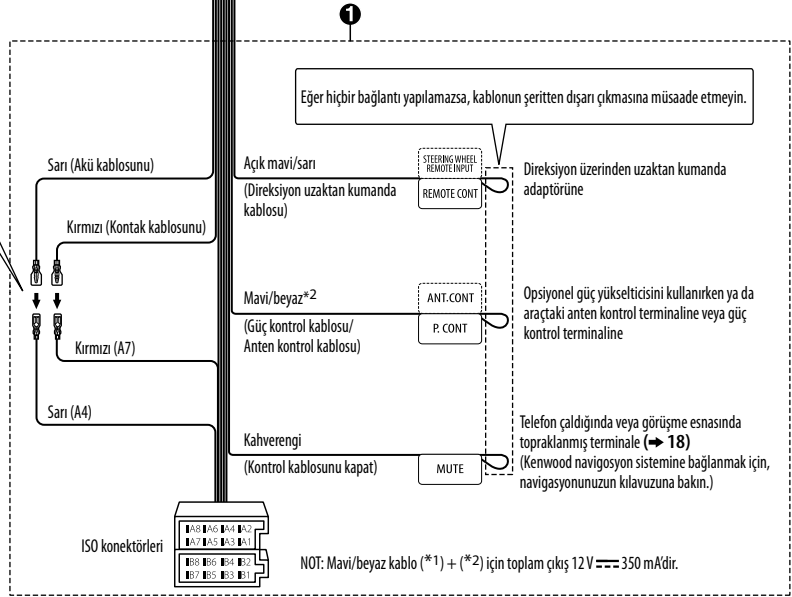 1
Eğer hiçbir bağlantı yapılamazsa, kablonun şeritten dışarı çıkmasına müsaade etmeyin.
Sarı (Akü kablosunu)
Kırmızı (Kontak kablosunu)
Kırmızı (A7)
Sarı (A4)
Açık mavi/sarı
(Direksiyon uzaktan kumanda
kablosu)
STEERING WHEEL
REMOTE INPUT
REMOTE CONT
Direksiyon üzerinden uzaktan kumanda
adaptörüne
Mavi/beyaz*2
(Güç kontrol kablosu/
Anten kontrol kablosu)
ANT.CONT
P. CONT
Opsiyonel güç yükselticisini kullanırken ya da
araçtaki anten kontrol terminaline veya güç
kontrol terminaline
Kahverengi
(Kontrol kablosunu kapat)
MUTE
Telefon çaldığında veya görüşme esnasında
topraklanmış terminale (➔ 18)
(Kenwood navigosyon sistemine bağlanmak için,
navigasyonunuzun kılavuzuna bakın.)
ISO konektörleri
A8 A6 A4 A2
A7 A5 A3 A1
B8 B6 B4 B2
B7 B5 B3 B1
NOT: Mavi/beyaz kablo (*1) + (*2) için toplam çıkış 12 V ⎓ 350 mA’dir.